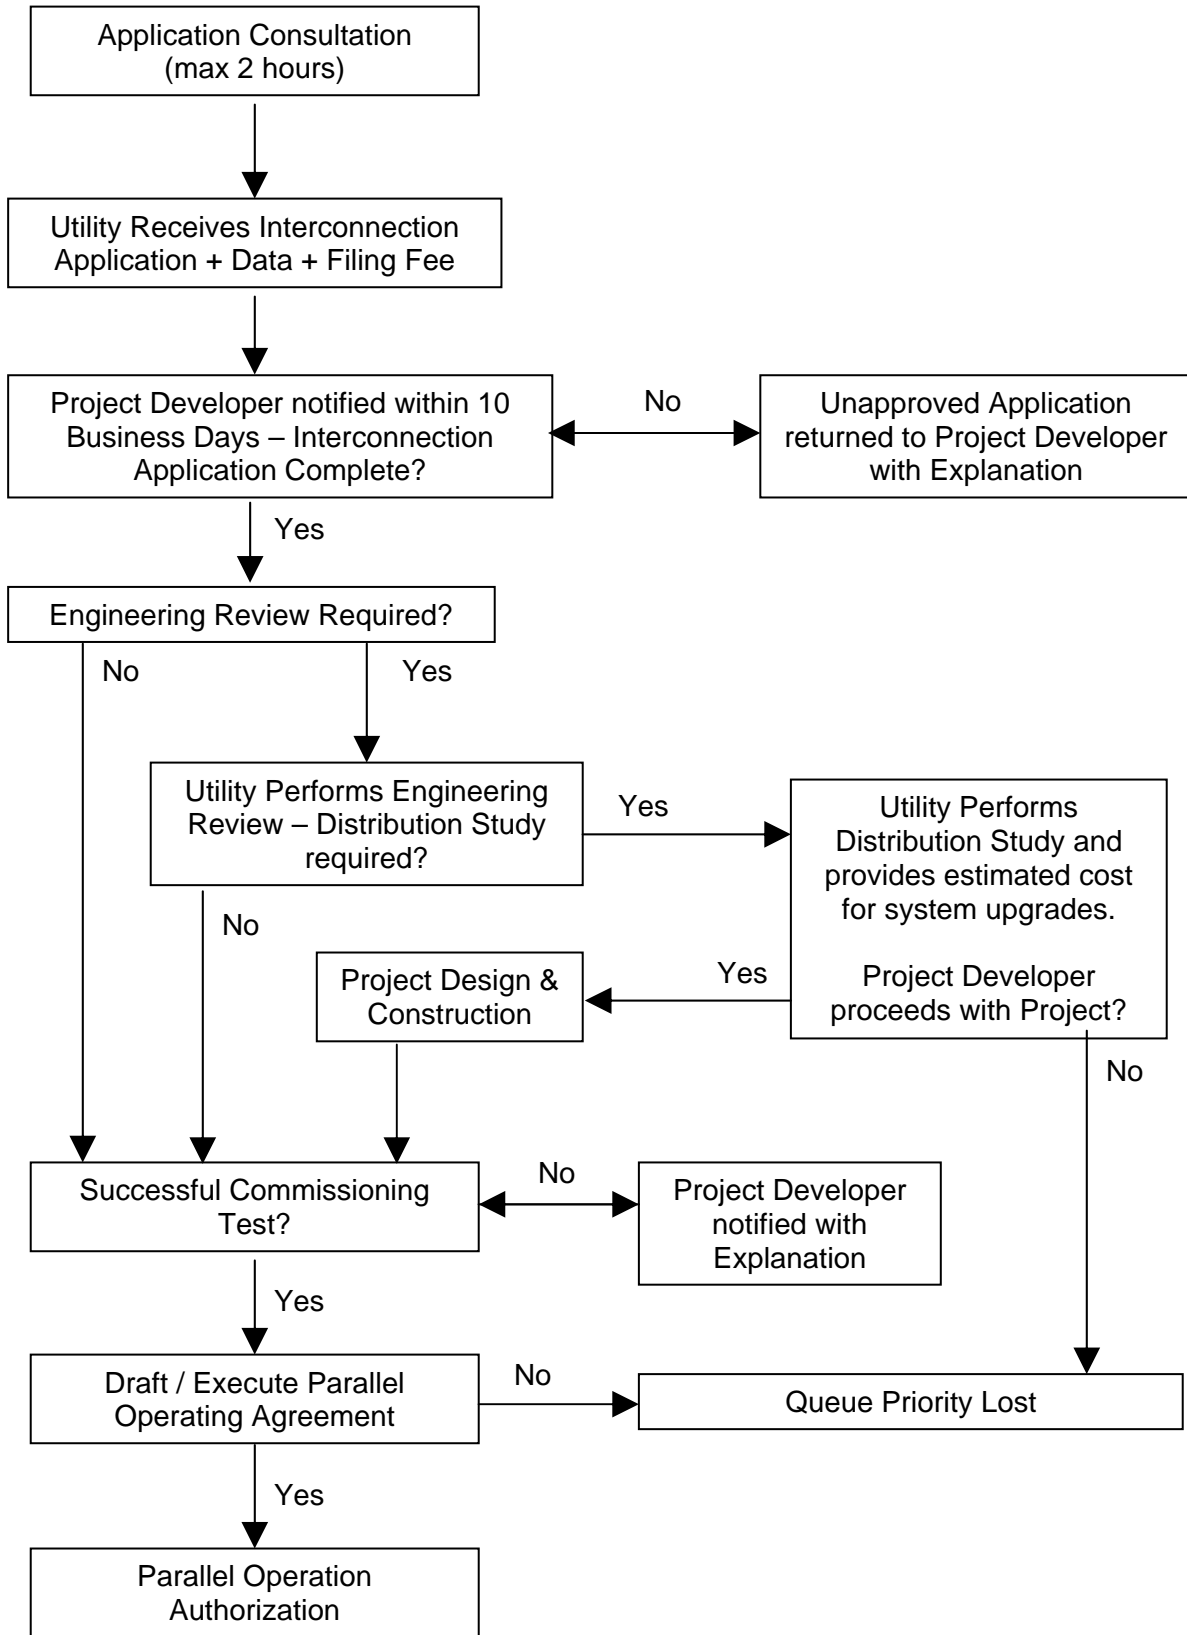 Application Consultation
(max 2 hours)
Utility Receives Interconnection
Application + Data + Filing Fee
Project Developer notified within 10
Business Days – Interconnection
Application Complete?
No
Unapproved Application
returned to Project Developer
with Explanation
Yes
Engineering Review Required?
No
Yes
Utility Performs Engineering
Review – Distribution Study
required?
Yes
Utility Performs
Distribution Study and
provides estimated cost
for system upgrades.
Project Developer
proceeds with Project?
No
Yes
Project Design &
Construction
No
Successful Commissioning
Test?
No
Project Developer
notified with
Explanation
Yes
Draft / Execute Parallel
Operating Agreement
No
Queue Priority Lost
Yes
Parallel Operation
Authorization